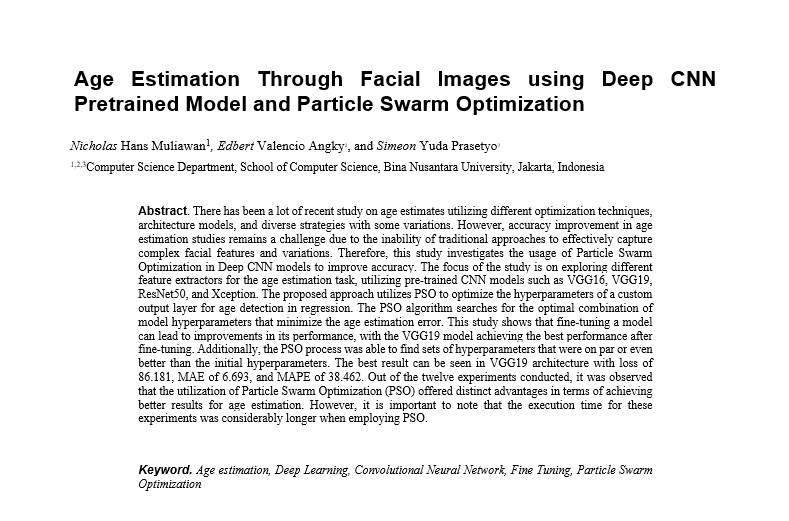 Age Estimation Through Facial Images using Deep CNN
Pretrained Model and Particle Swarm Optimization
Nicholas Hans Muliawan1, Edbert Valencio Angky2, and Simeon Yuda Prasetyo3
1,2,3Computer Science Department, School of Computer Science, Bina Nusantara University, Jakarta, Indonesia
Abstract. There has been a lot of recent study on age estimates utilizing different optimization techniques,
architecture models, and diverse strategies with some variations. However, accuracy improvement in age
estimation studies remains a challenge due to the inability of traditional approaches to effectively capture
complex facial features and variations. Therefore, this study investigates the usage of Particle Swarm
Optimization in Deep CNN models to improve accuracy. The focus of the study is on exploring different
feature extractors for the age estimation task, utilizing pre-trained CNN models such as VGG16, VGG19,
ResNet50, and Xception. The proposed approach utilizes PSO to optimize the hyperparameters of a custom
output layer for age detection in regression. The PSO algorithm searches for the optimal combination of
model hyperparameters that minimize the age estimation error. This study shows that fine-tuning a model
can lead to improvements in its performance, with the VGG19 model achieving the best performance after
fine-tuning. Additionally, the PSO process was able to find sets of hyperparameters that were on par or even
better than the initial hyperparameters. The best result can be seen in VGG19 architecture with loss of
86.181, MAE of 6.693, and MAPE of 38.462. Out of the twelve experiments conducted, it was observed
that the utilization of Particle Swarm Optimization (PSO) offered distinct advantages in terms of achieving
better results for age estimation. However, it is important to note that the execution time for these
experiments was considerably longer when employing PSO.
Keyword. Age estimation, Deep Learning, Convolutional Neural Network, Fine Tuning, Particle Swarm
Optimization